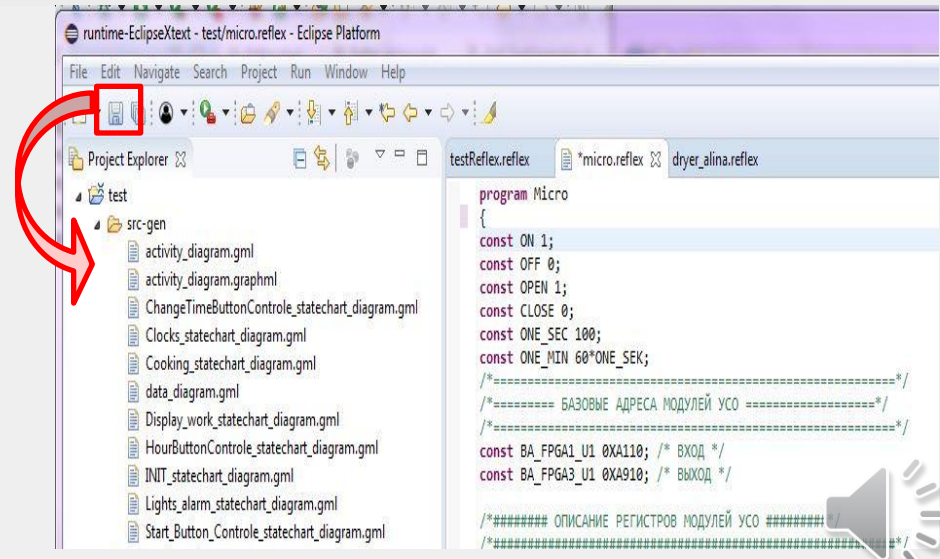 runtime-EclipseXtext - test/micro.reflex - Eclipse Platform
File Edit Navigate Search Project Run Window Help
Project Explorer
test
src-gen
activity_diagram.gml
activity_diagram.graphml
ChangeTimeButtonControle_statechart_diagram.gml
Clocks_statechart_diagram.gml
Cooking_statechart_diagram.gml
data_diagram.gml
Display_work_statechart_diagram.gml
HourButtonControle_statechart_diagram.gml
INIT_statechart_diagram.gml
Lights_alarm_statechart_diagram.gml
Start_Button_Controle_statechart_diagram.gml
testReflex.reflex *micro.reflex dryer_alina.reflex
program Micro
{
const ON 1;
const OFF 0;
const OPEN 1;
const CLOSE 0;
const ONE_SEC 100;
const ONE_MIN 60*ONE_SEK;
/*===========================================================*/
/*========= БАЗОВЫЕ АДРЕСА МОДУЛЕЙ УСО ===================*/
/*===========================================================*/
const BA_FPGA1_U1 0XA110; /* ВХОД */
const BA_FPGA3_U1 0XA910; /* ВЫХОД */
/*######## ОПИСАНИЕ РЕГИСТРОВ МОДУЛЕЙ УСО #########*/
/*###########################################################*/